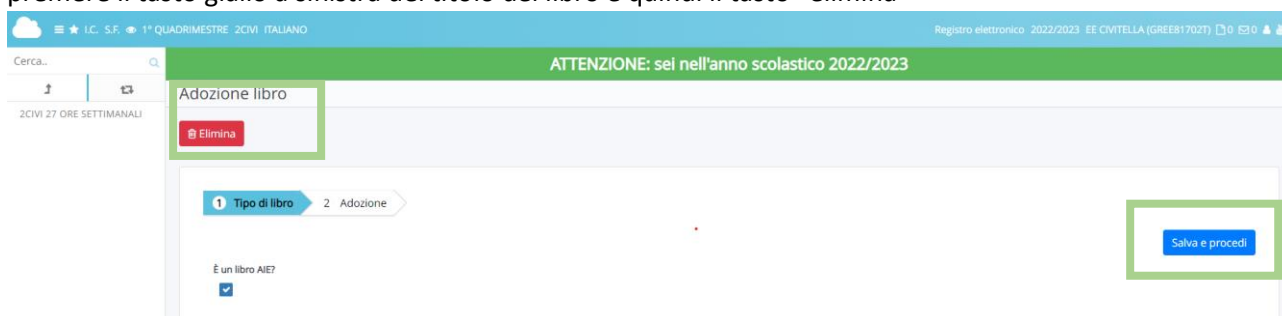 premere il tasto giallo a sinistra del titolo del libro e quindi il tasto "elimina"
I.C. S.F. 1° QUADRIMESTRE 2CIVI ITALIANO
Registro elettronico 2022/2023 EE CIVITELLA (GREE81702T) 0 0
Cerca..
ATTENZIONE: sei nell'anno scolastico 2022/2023
2CIVI 27 ORE SETTIMANALI
Adozione libro
Elimina
1 Tipo di libro 2 Adozione
Salva e procedi
È un libro AIE?